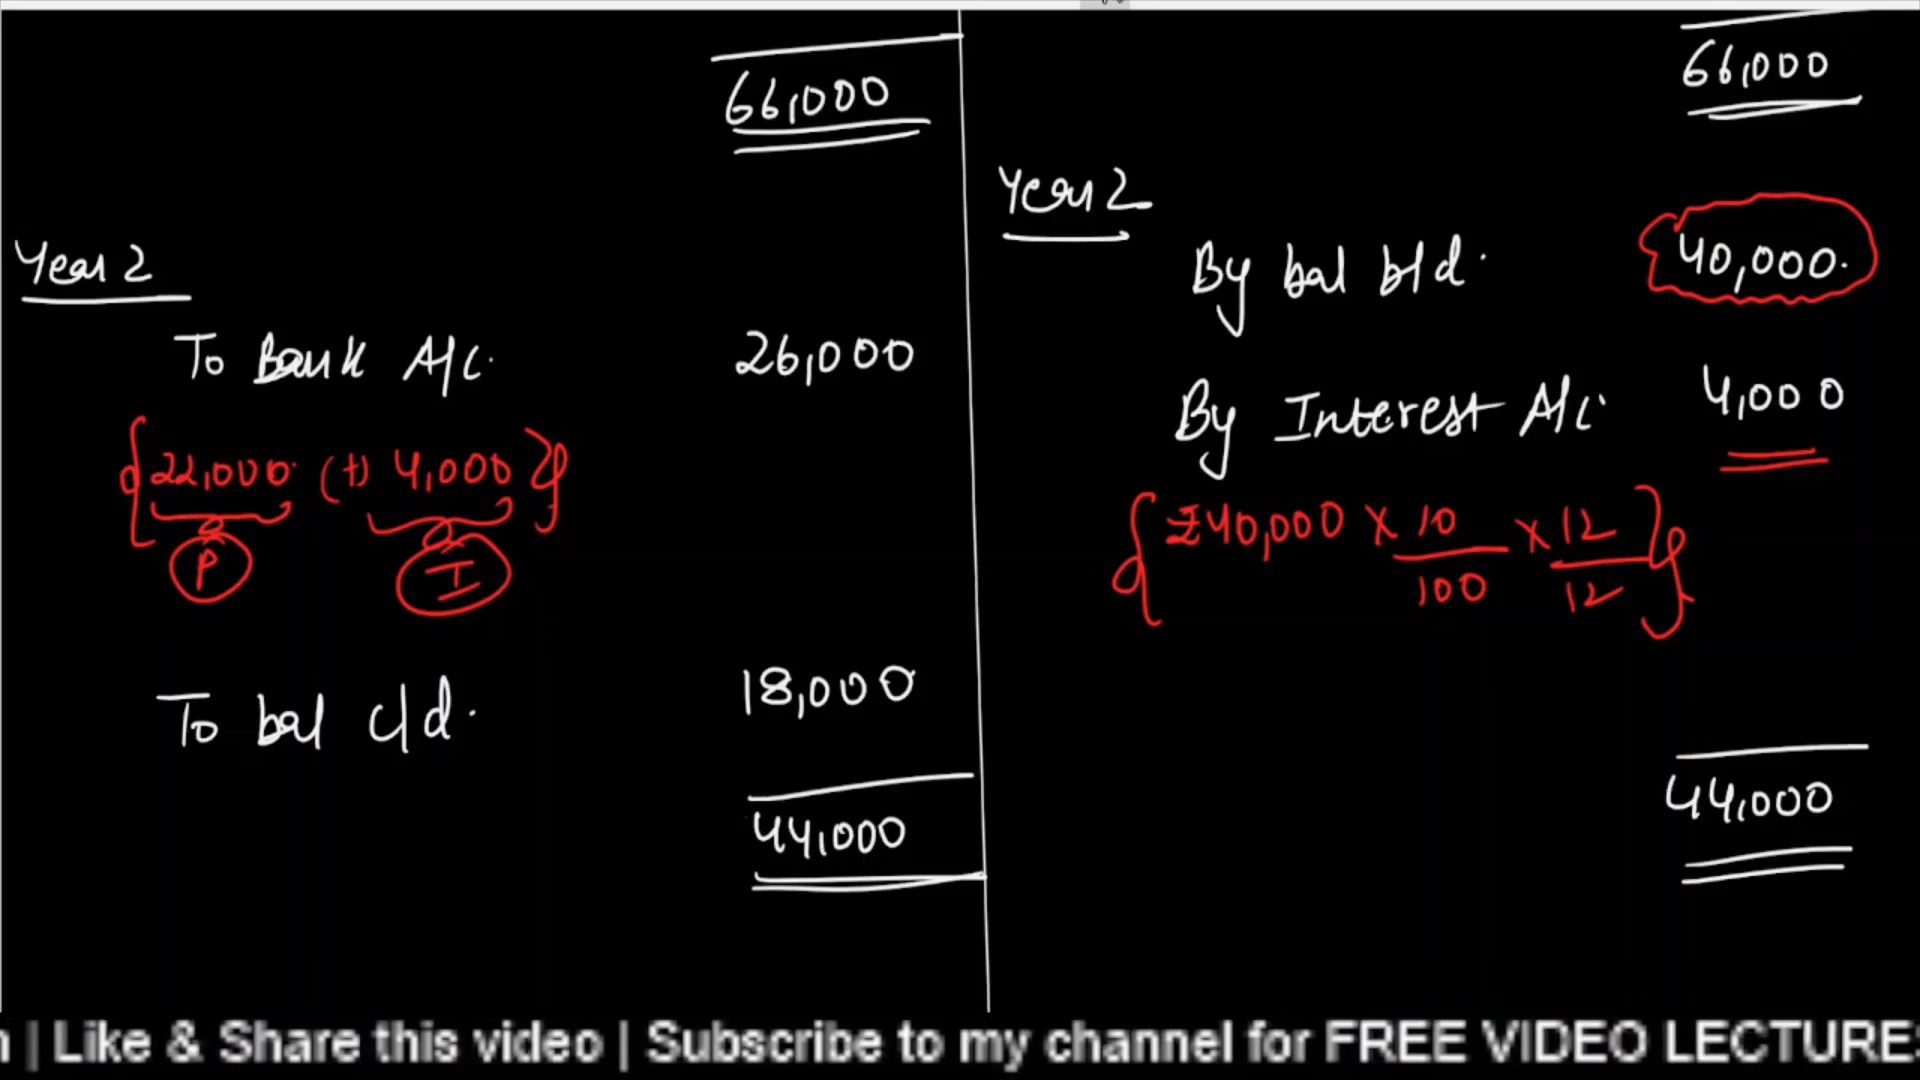 66,000
Year 2
To Bank A/c. 26,000
{22,000 (+) 4,000}
P I
To bal c/d. 18,000
44,000
66,000
Year 2
By bal b/d. 40,000.
By Interest A/c. 4,000
{₹40,000 × 10/100 × 12/12}
44,000
| Like & Share this video | Subscribe to my channel for FREE VIDEO LECTURES